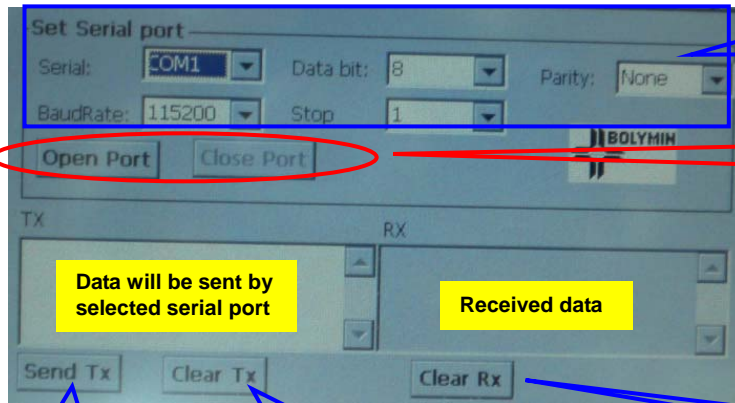 Set Serial port
Serial: COM1 Data bit: 8 Parity: None
BaudRate: 115200 Stop 1
Open Port Close Port BOLYMIN
TX RX
Data will be sent by
selected serial port
Received data
Send Tx Clear Tx Clear Rx